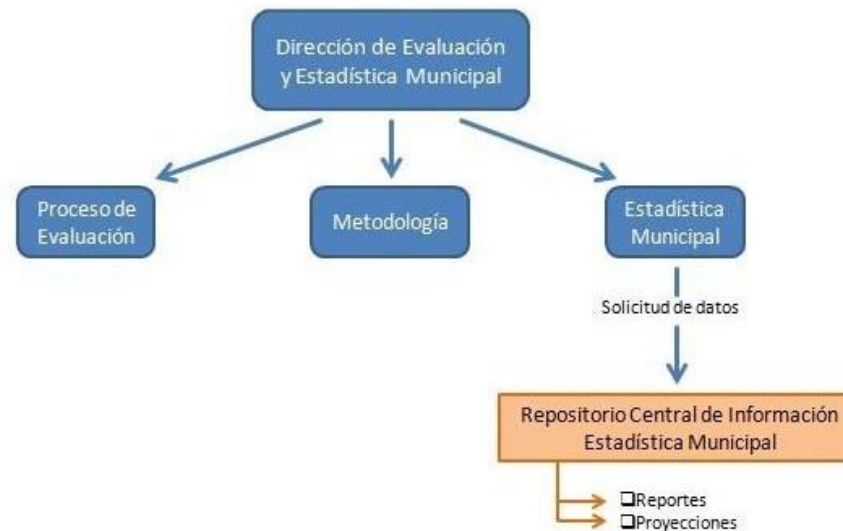 Dirección de Evaluación
y Estadística Municipal
Proceso de
Evaluación
Metodología
Estadística
Municipal
Solicitud de datos
Repositorio Central de Información
Estadística Municipal
❑Reportes
❑Proyecciones